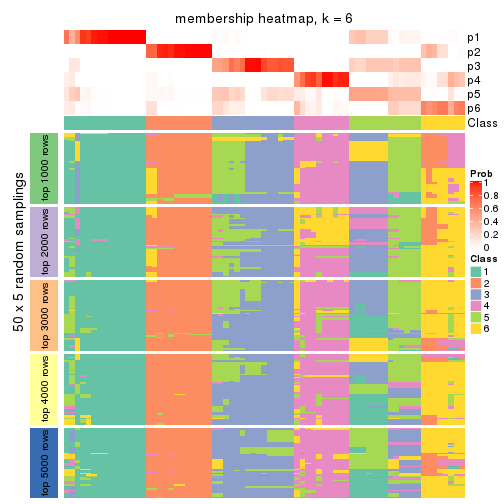 membership heatmap, k = 6
p1
p2
p3
p4
p5
p6
Class
50 x 5 random samplings
top 1000 rows
top 2000 rows
top 3000 rows
top 4000 rows
top 5000 rows
Prob
1
0.8
0.6
0.4
0.2
0
Class
1
2
3
4
5
6